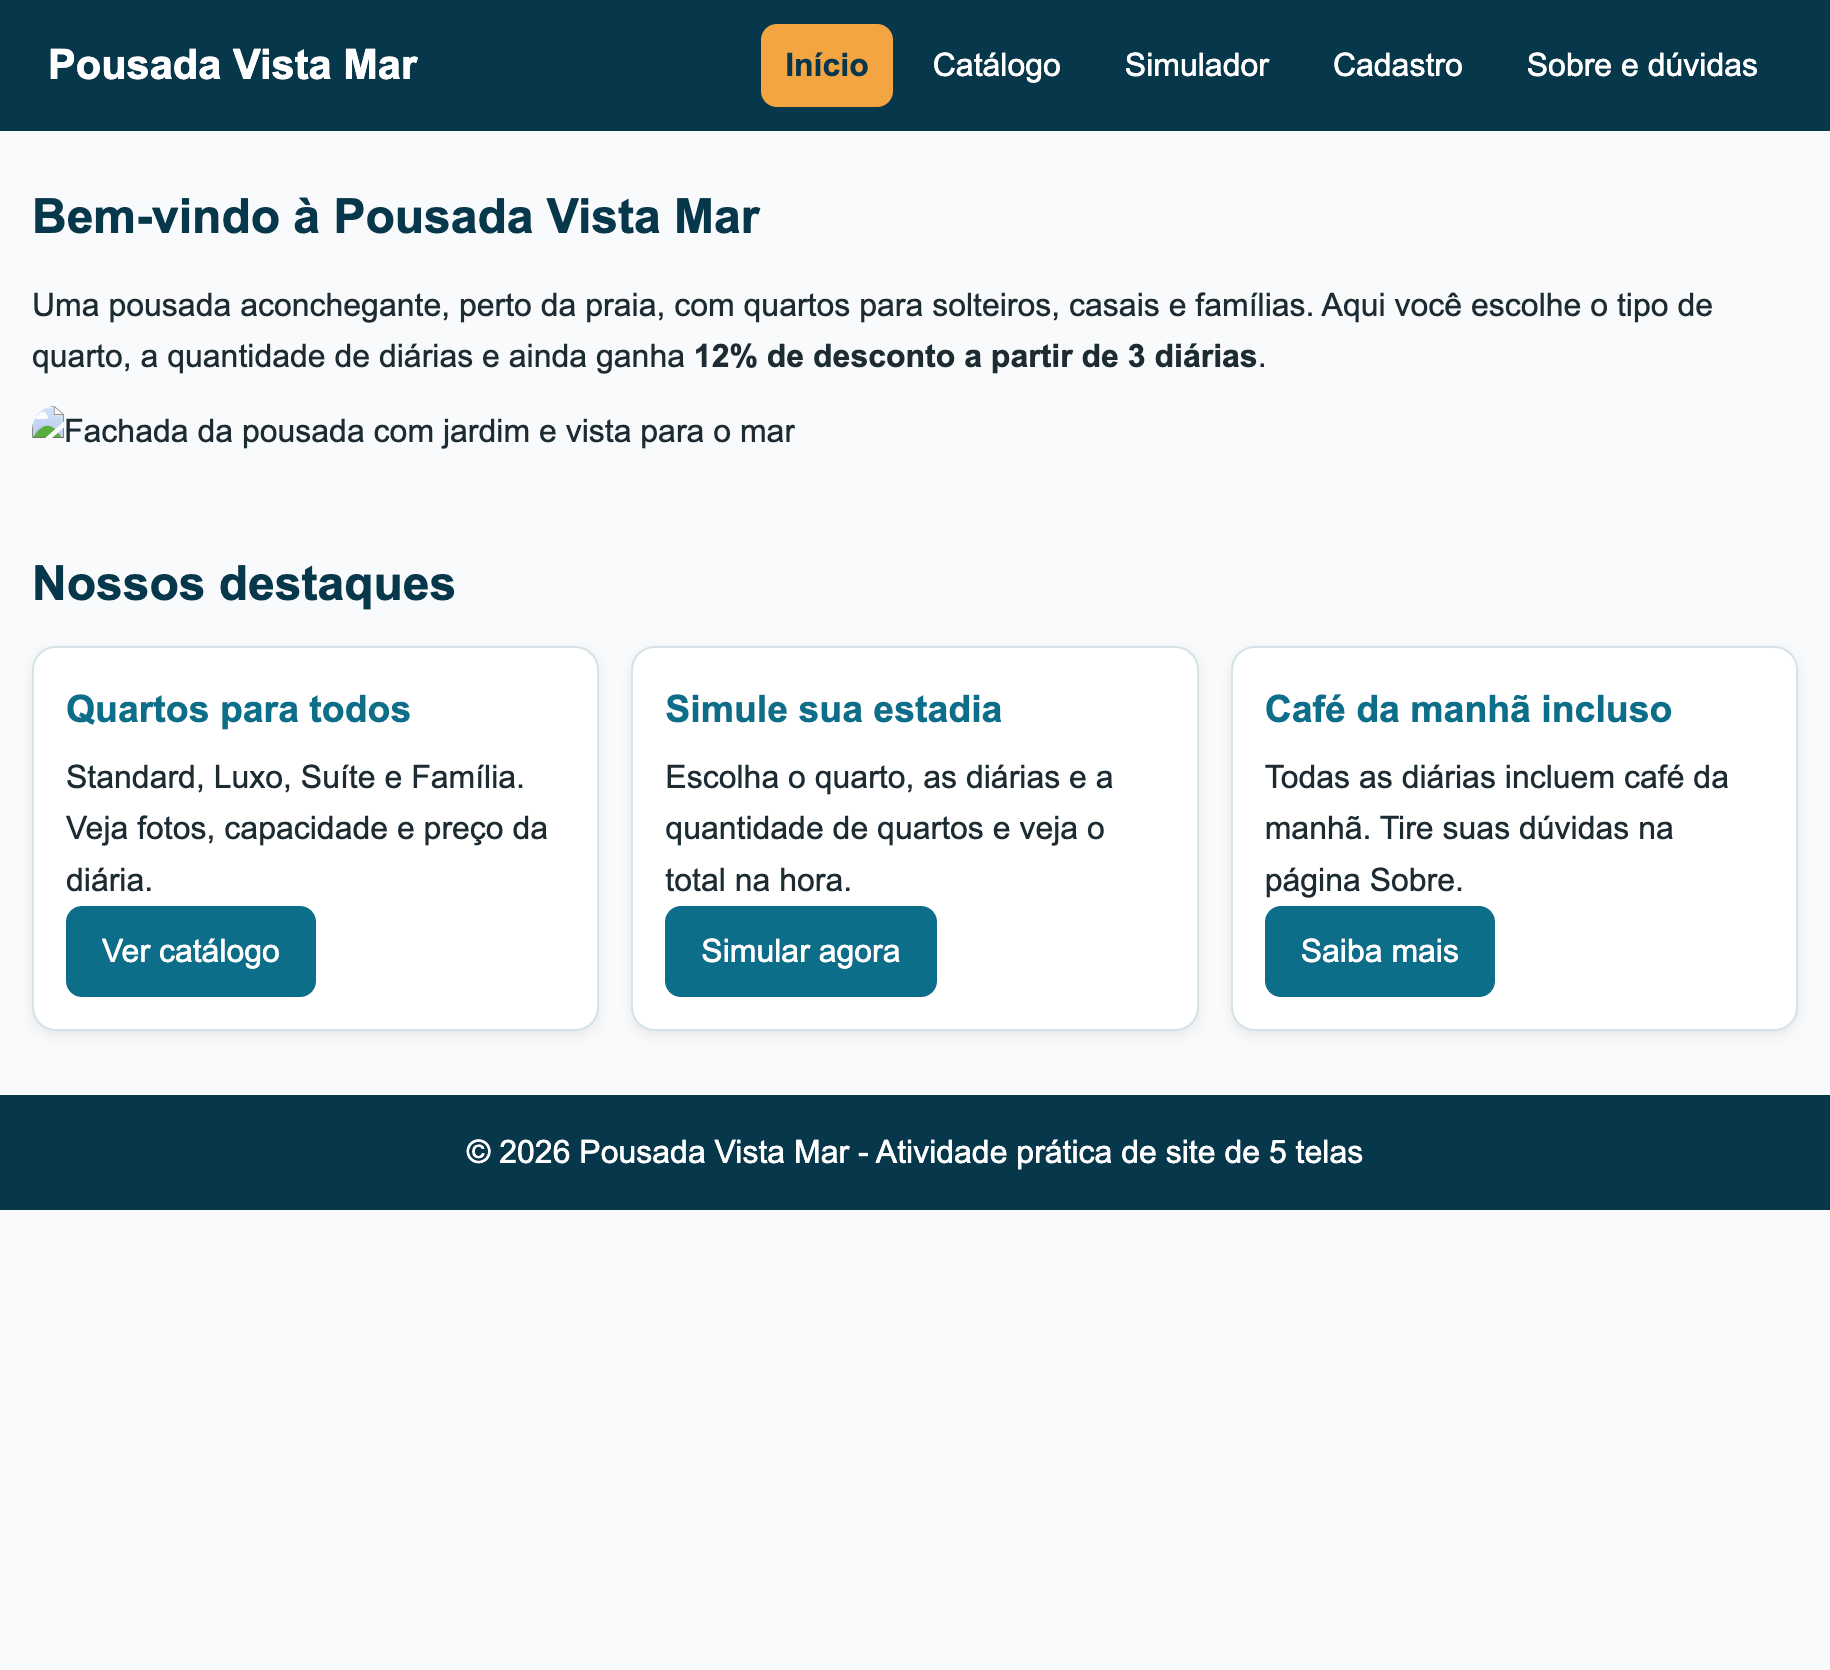 Pousada Vista Mar
Início
Catálogo
Simulador
Cadastro
Sobre e dúvidas
Bem-vindo à Pousada Vista Mar
Uma pousada aconchegante, perto da praia, com quartos para solteiros, casais e famílias. Aqui você escolhe o tipo de
quarto, a quantidade de diárias e ainda ganha 12% de desconto a partir de 3 diárias.
Fachada da pousada com jardim e vista para o mar
Nossos destaques
Quartos para todos
Standard, Luxo, Suíte e Família.
Veja fotos, capacidade e preço da
diária.
Ver catálogo
Simule sua estadia
Escolha o quarto, as diárias e a
quantidade de quartos e veja o
total na hora.
Simular agora
Café da manhã incluso
Todas as diárias incluem café da
manhã. Tire suas dúvidas na
página Sobre.
Saiba mais
© 2026 Pousada Vista Mar - Atividade prática de site de 5 telas